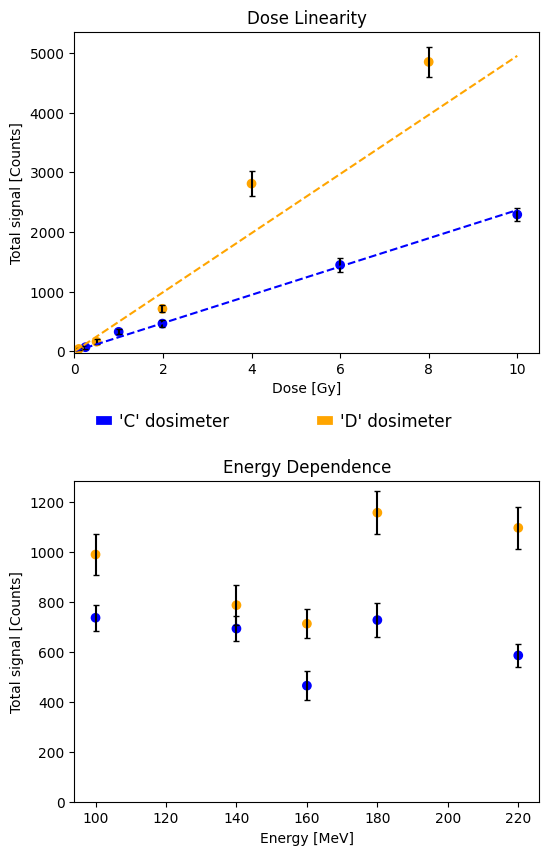 Dose Linearity
5000
4000
3000
2000
1000
0
Total signal [Counts]
0 2 4 6 8 10
Dose [Gy]
'C' dosimeter 'D' dosimeter
Energy Dependence
1200
1000
800
600
400
200
0
Total signal [Counts]
100 120 140 160 180 200 220
Energy [MeV]